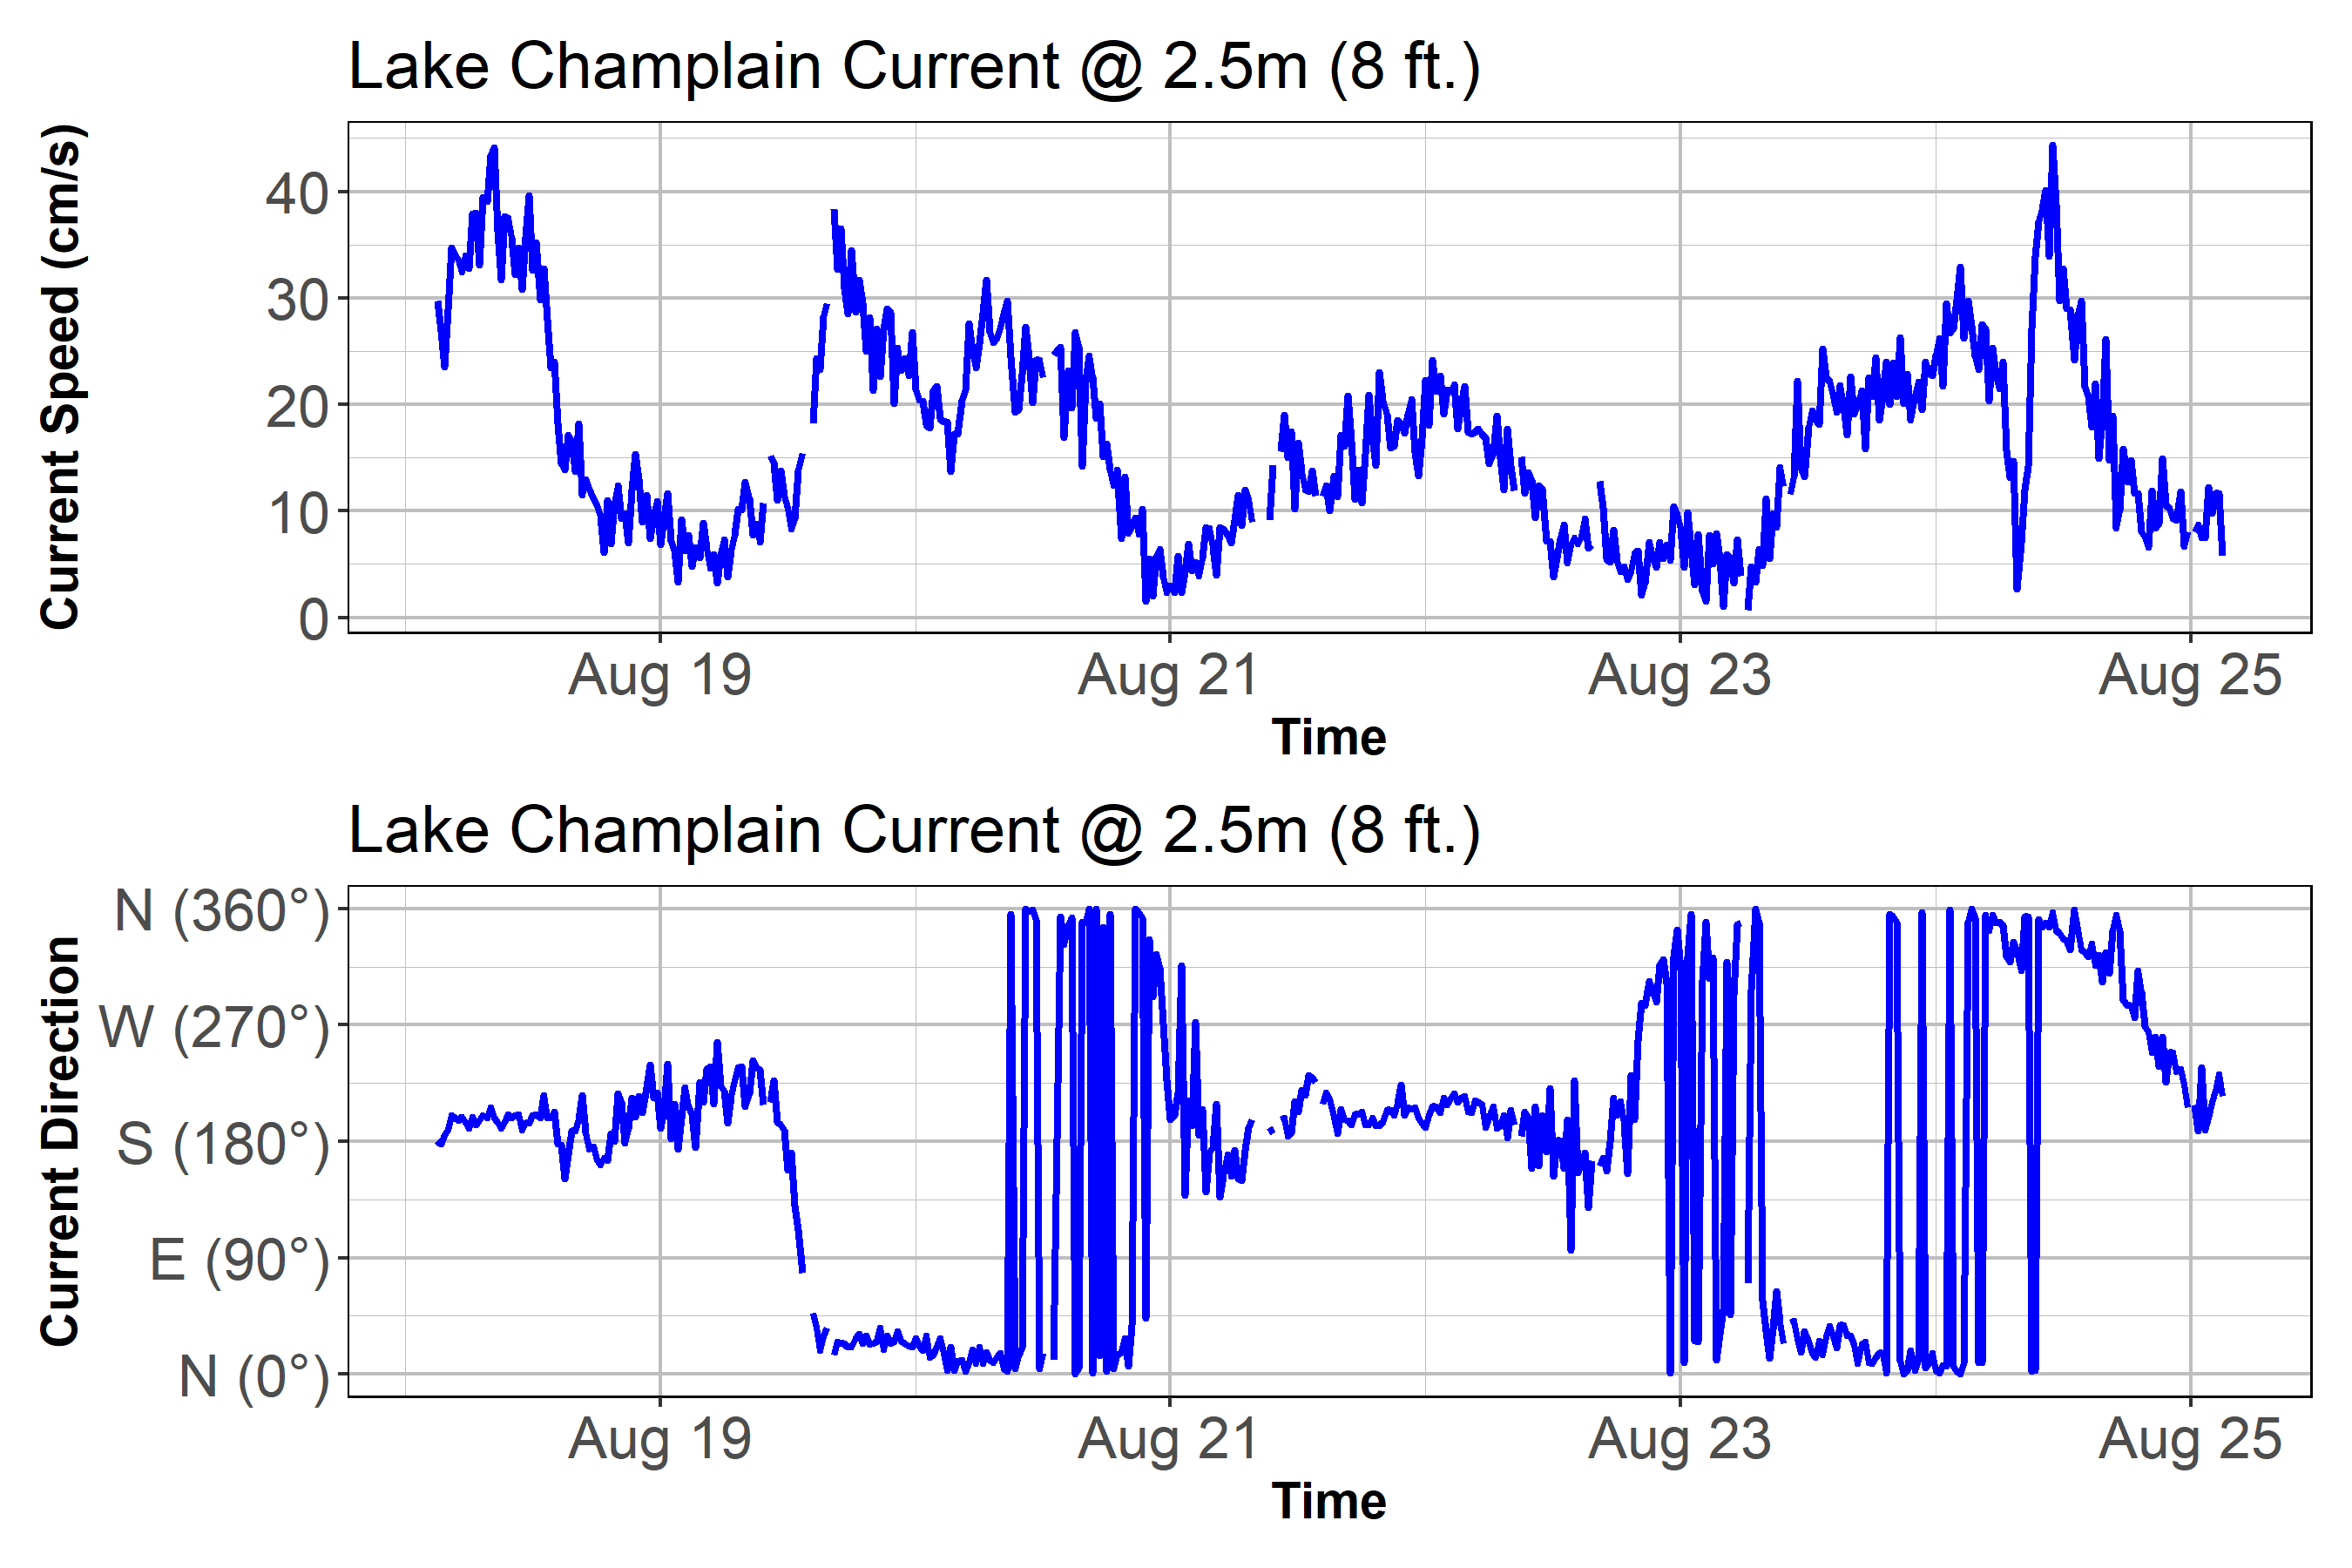 Lake Champlain Current @ 2.5m (8 ft.)
Current Speed (cm/s)
40
30
20
10
0
Aug 19 Aug 21 Aug 23 Aug 25
Time
Lake Champlain Current @ 2.5m (8 ft.)
Current Direction
N (360°)
W (270°)
S (180°)
E (90°)
N (0°)
Aug 19 Aug 21 Aug 23 Aug 25
Time